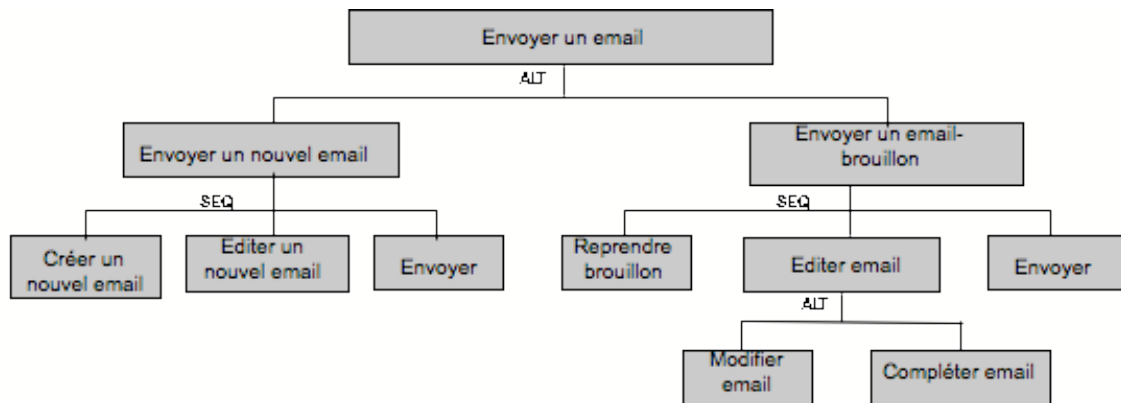 Envoyer un email
ALT
Envoyer un nouvel email
Envoyer un email-
brouillon
SEQ
SEQ
Créer un
nouvel email
Editer un
nouvel email
Envoyer
Reprendre
brouillon
Editer email
Envoyer
ALT
Modifier
email
Compléter email